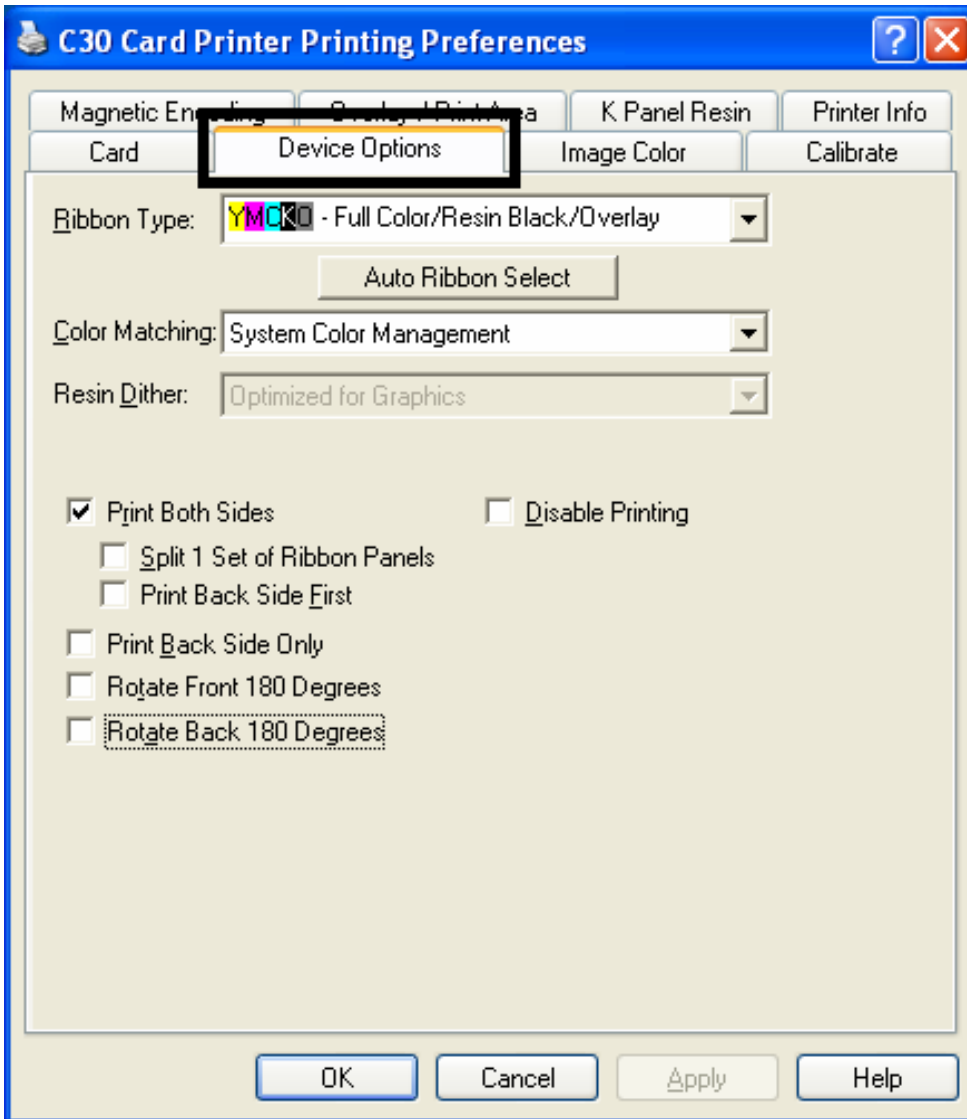 C30 Card Printer Printing Preferences
Magnetic Encoding Overlay / Print Area K Panel Resin Printer Info
Card Device Options Image Color Calibrate
Ribbon Type: YMCKO - Full Color/Resin Black/Overlay
Auto Ribbon Select
Color Matching: System Color Management
Resin Dither: Optimized for Graphics
Print Both Sides Disable Printing
Split 1 Set of Ribbon Panels
Print Back Side First
Print Back Side Only
Rotate Front 180 Degrees
Rotate Back 180 Degrees
OK Cancel Apply Help